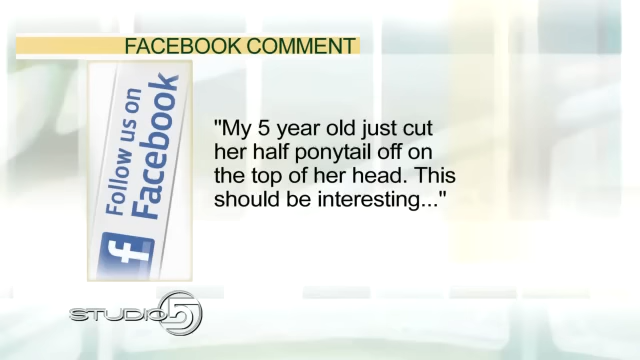 FACEBOOK COMMENT
Follow us on
Facebook
f
"My 5 year old just cut
her half ponytail off on
the top of her head. This
should be interesting..."
STUDIO 5